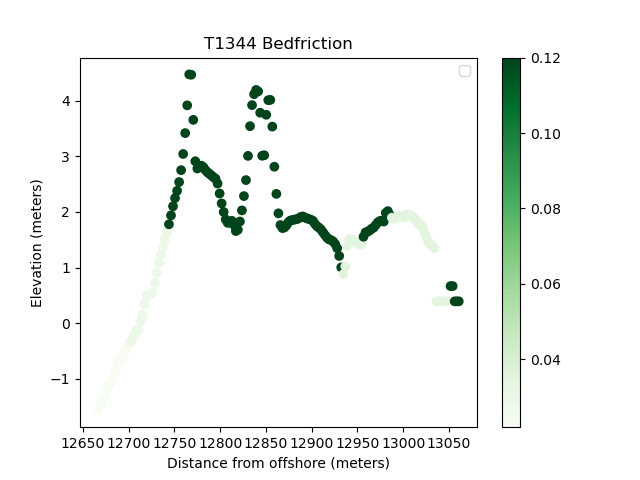 T1344 Bedfriction
Elevation (meters)
4
3
2
1
0
−1
12650 12700 12750 12800 12850 12900 12950 13000 13050
Distance from offshore (meters)
0.12
0.10
0.08
0.06
0.04